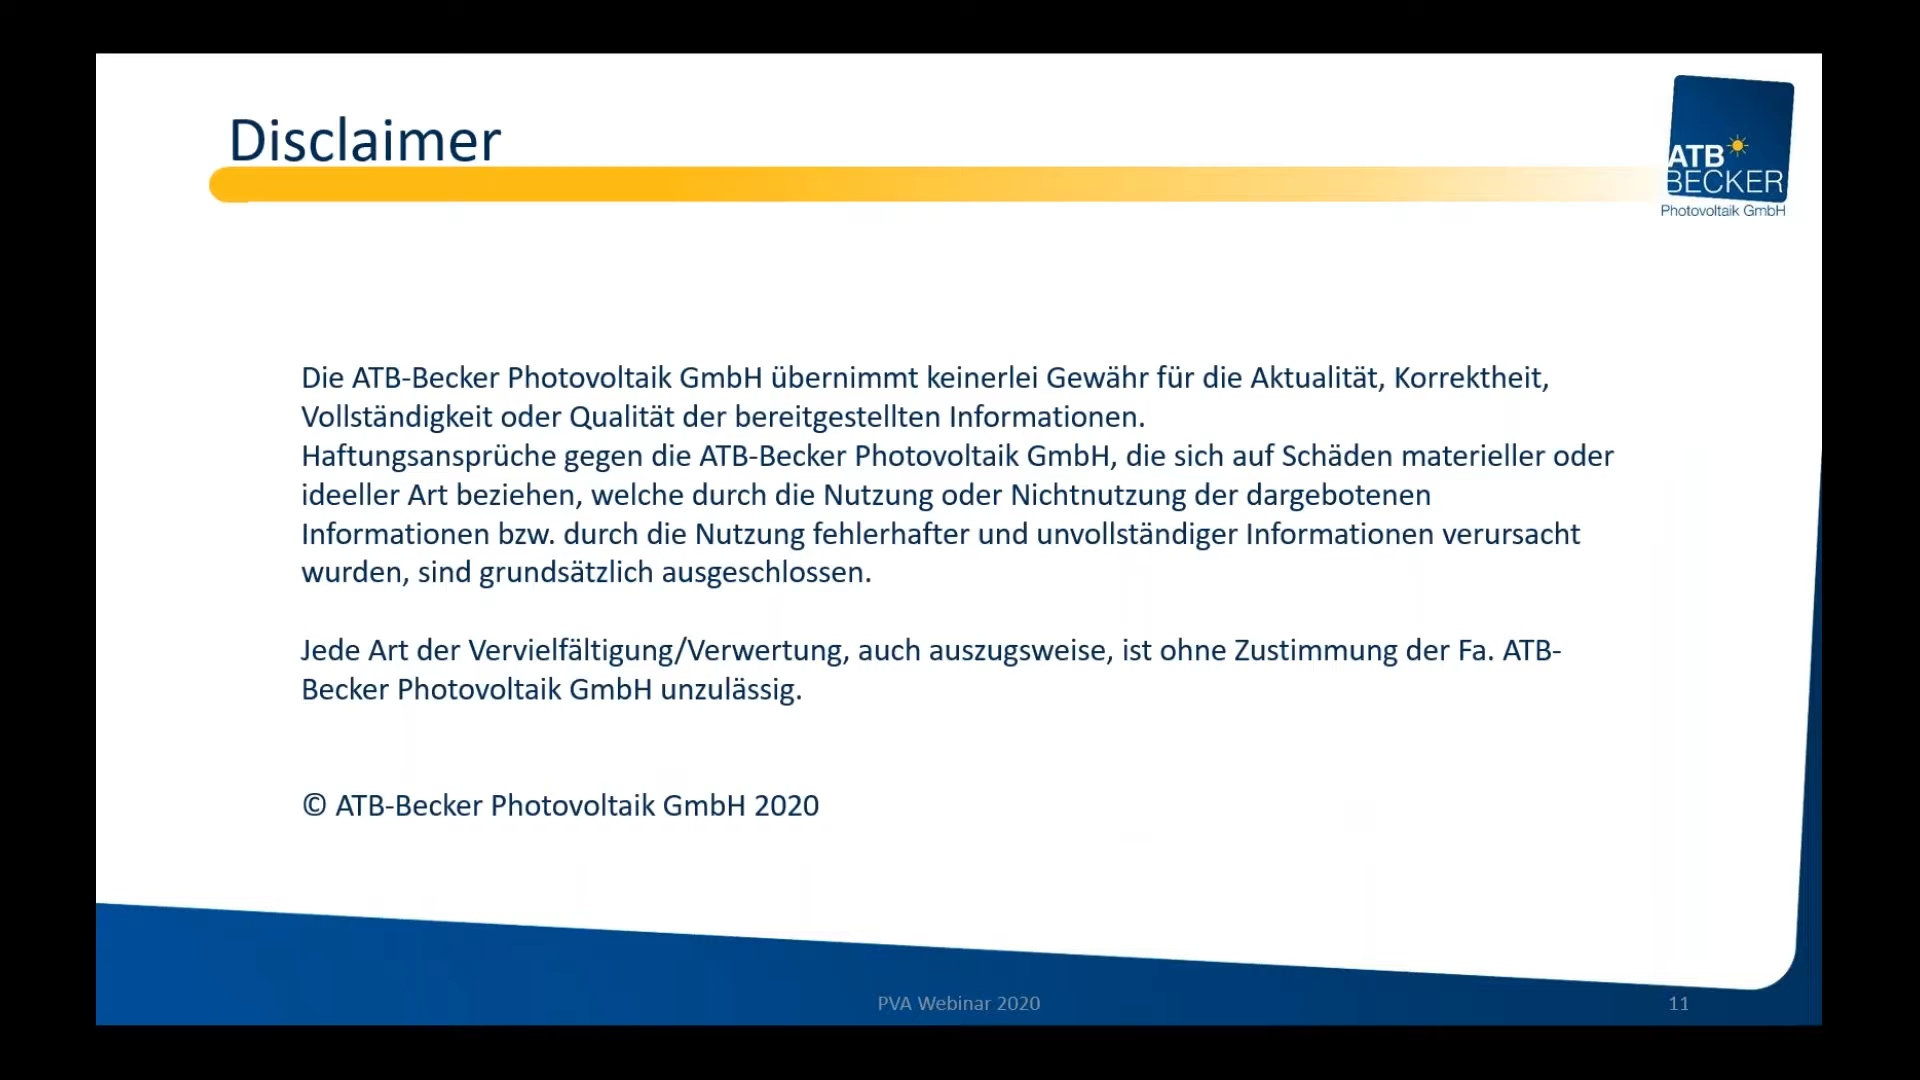 Disclaimer
ATB
BECKER
Photovoltaik GmbH
Die ATB-Becker Photovoltaik GmbH übernimmt keinerlei Gewähr für die Aktualität, Korrektheit,
Vollständigkeit oder Qualität der bereitgestellten Informationen.
Haftungsansprüche gegen die ATB-Becker Photovoltaik GmbH, die sich auf Schäden materieller oder
ideeller Art beziehen, welche durch die Nutzung oder Nichtnutzung der dargebotenen
Informationen bzw. durch die Nutzung fehlerhafter und unvollständiger Informationen verursacht
wurden, sind grundsätzlich ausgeschlossen.
Jede Art der Vervielfältigung/Verwertung, auch auszugsweise, ist ohne Zustimmung der Fa. ATB-
Becker Photovoltaik GmbH unzulässig.
© ATB-Becker Photovoltaik GmbH 2020
PVA Webinar 2020
11